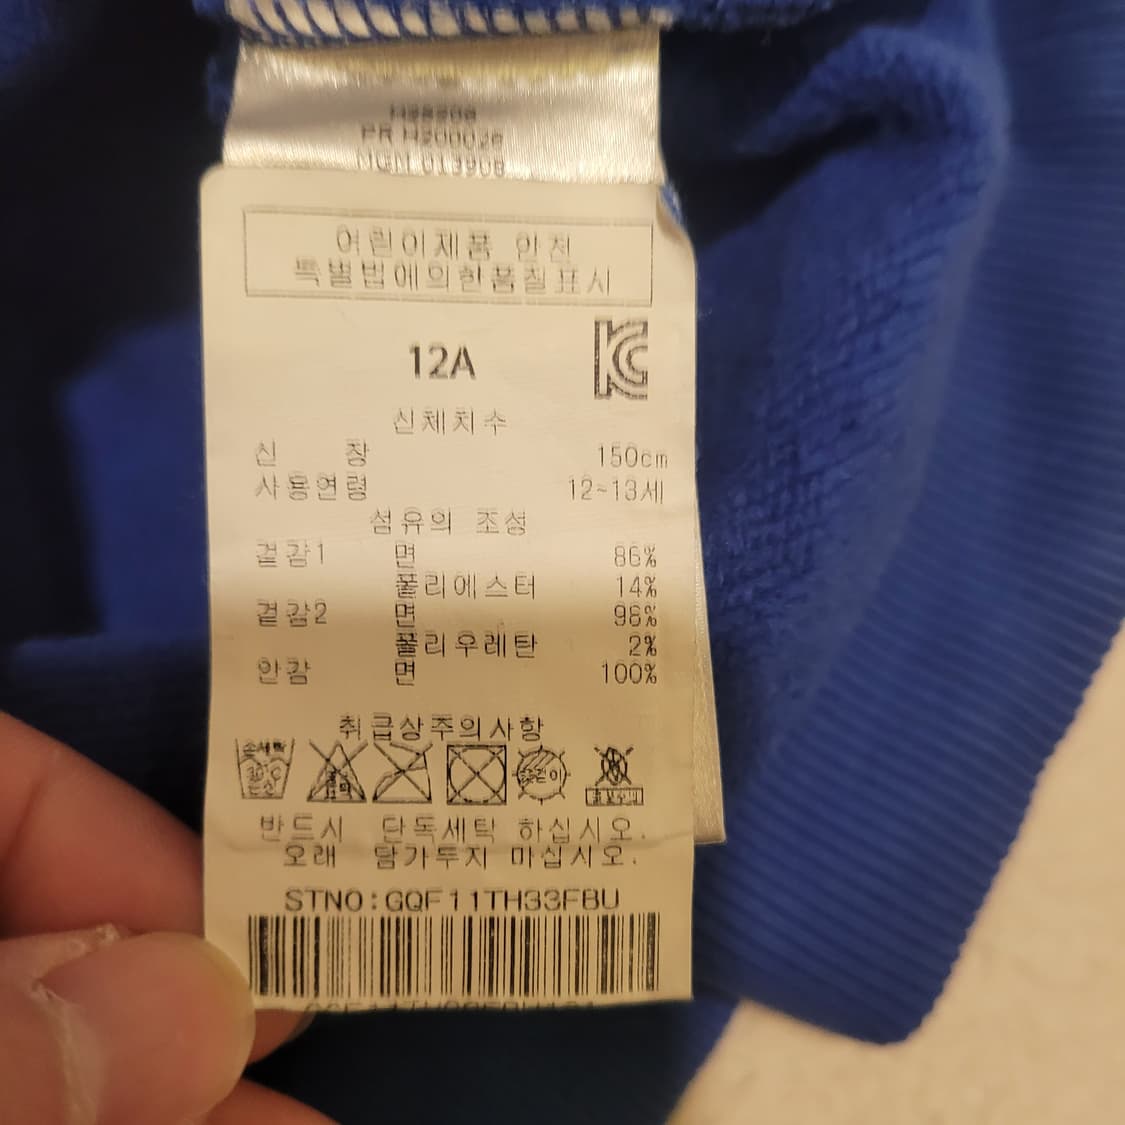 어린이제품 안전
특별법에의한품질표시
KC
12A
신체치수
신 장 150cm
사용연령 12~13세
섬유의 조성
겉감1 면 86%
폴리에스터 14%
겉감2 면 98%
폴리우레탄 2%
안감 면 100%
취급상주의사항
손세탁
반드시 단독세탁 하십시오.
오래 담가두지 마십시오.
STNO:GQF11TH33FBU